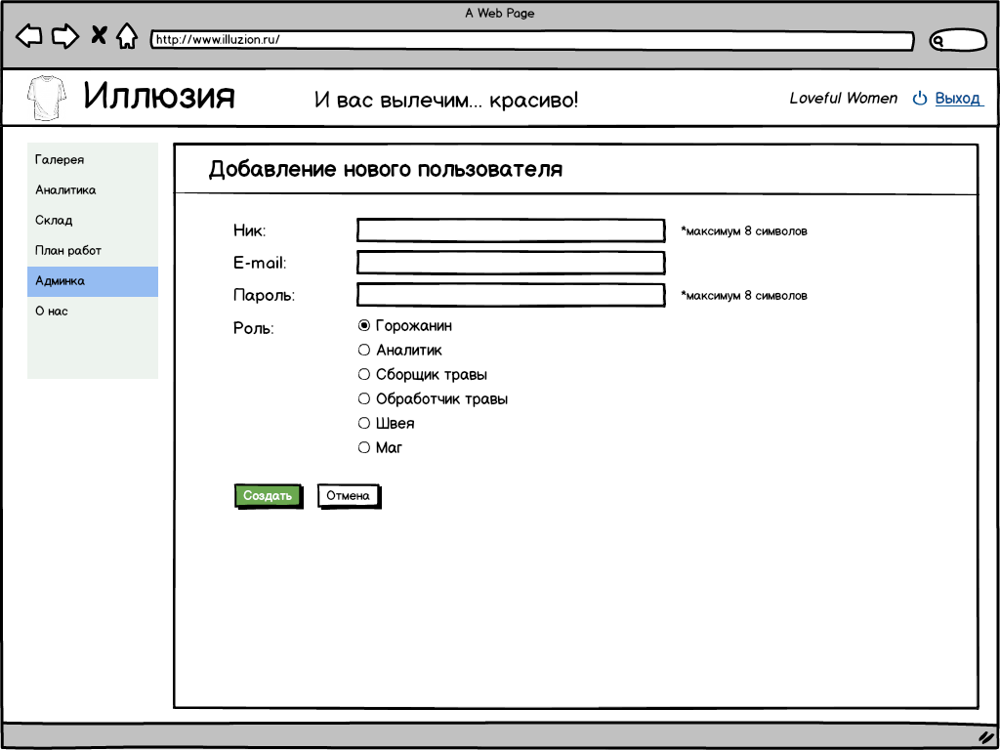 A Web Page
http://www.illuzion.ru/
Иллюзия
И вас вылечим... красиво!
Loveful Women
Выход
Галерея
Аналитика
Склад
План работ
Админка
О нас
Добавление нового пользователя
Ник:
*максимум 8 символов
E-mail:
Пароль:
*максимум 8 символов
Роль:
Горожанин
Аналитик
Сборщик травы
Обработчик травы
Швея
Маг
Создать
Отмена